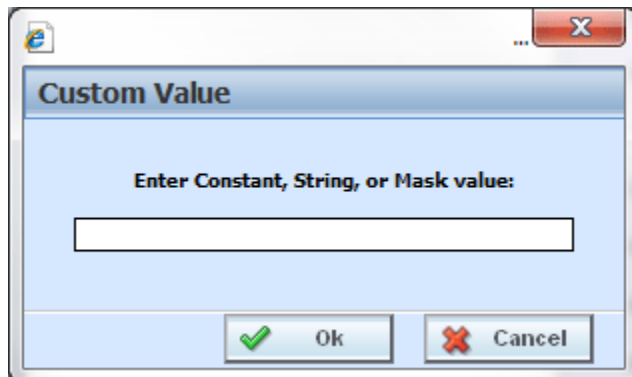 ...
Custom Value
Enter Constant, String, or Mask value:
Ok
Cancel